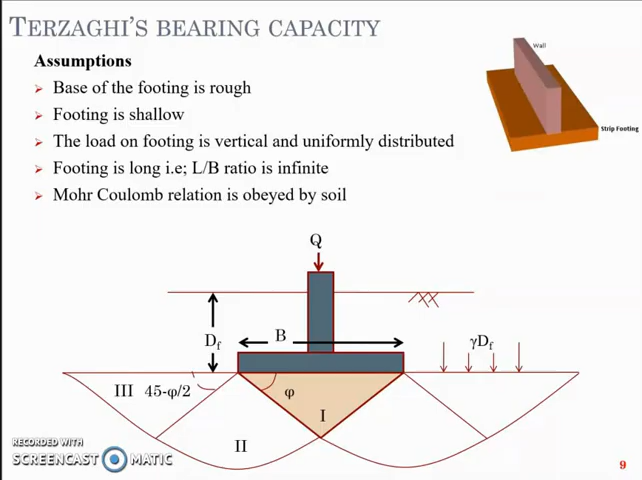 TERZAGHI'S BEARING CAPACITY
Assumptions
Base of the footing is rough
Footing is shallow
The load on footing is vertical and uniformly distributed
Footing is long i.e; L/B ratio is infinite
Mohr Coulomb relation is obeyed by soil
Wall
Strip Footing
Q
Df
B
γDf
III 45-φ/2
φ
I
II
RECORDED WITH
SCREENCAST MATIC
9